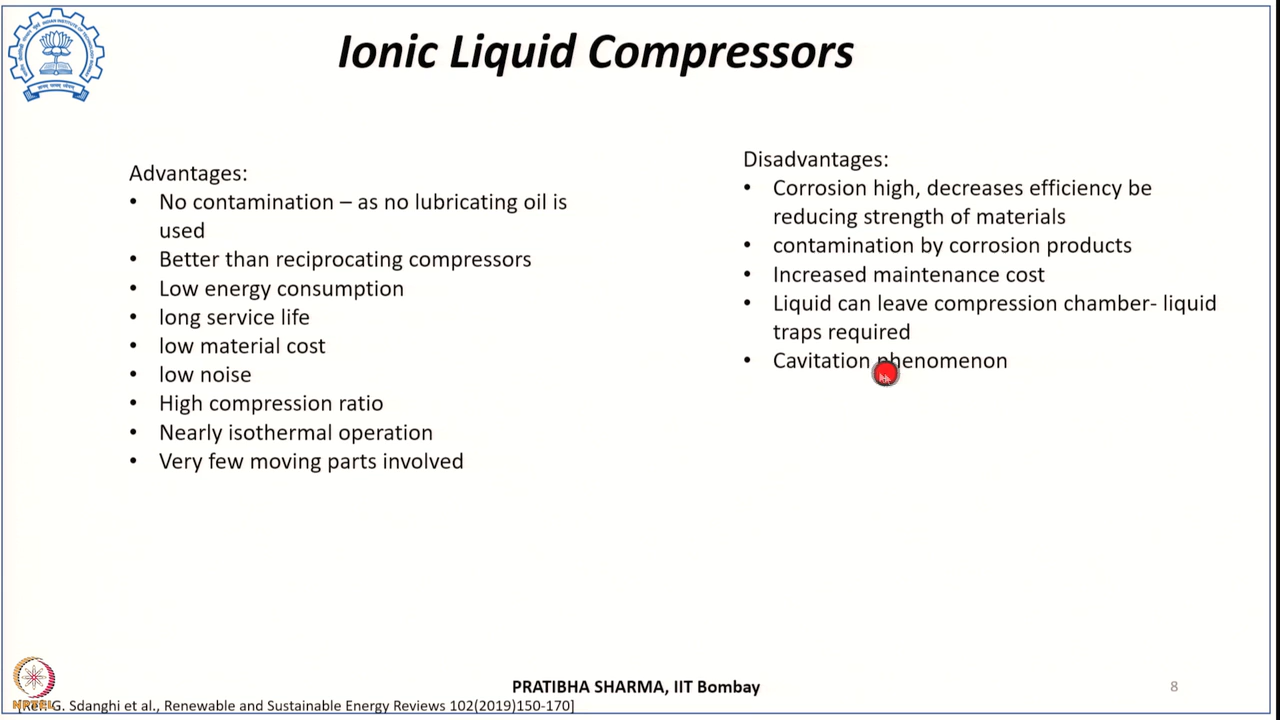 Ionic Liquid Compressors
Advantages:
• No contamination – as no lubricating oil is
used
• Better than reciprocating compressors
• Low energy consumption
• long service life
• low material cost
• low noise
• High compression ratio
• Nearly isothermal operation
• Very few moving parts involved
Disadvantages:
• Corrosion high, decreases efficiency be
reducing strength of materials
• contamination by corrosion products
• Increased maintenance cost
• Liquid can leave compression chamber- liquid
traps required
• Cavitation phenomenon
PRATIBHA SHARMA, IIT Bombay
8
NPTEL
[Ref: G. Sdanghi et al., Renewable and Sustainable Energy Reviews 102(2019)150-170]